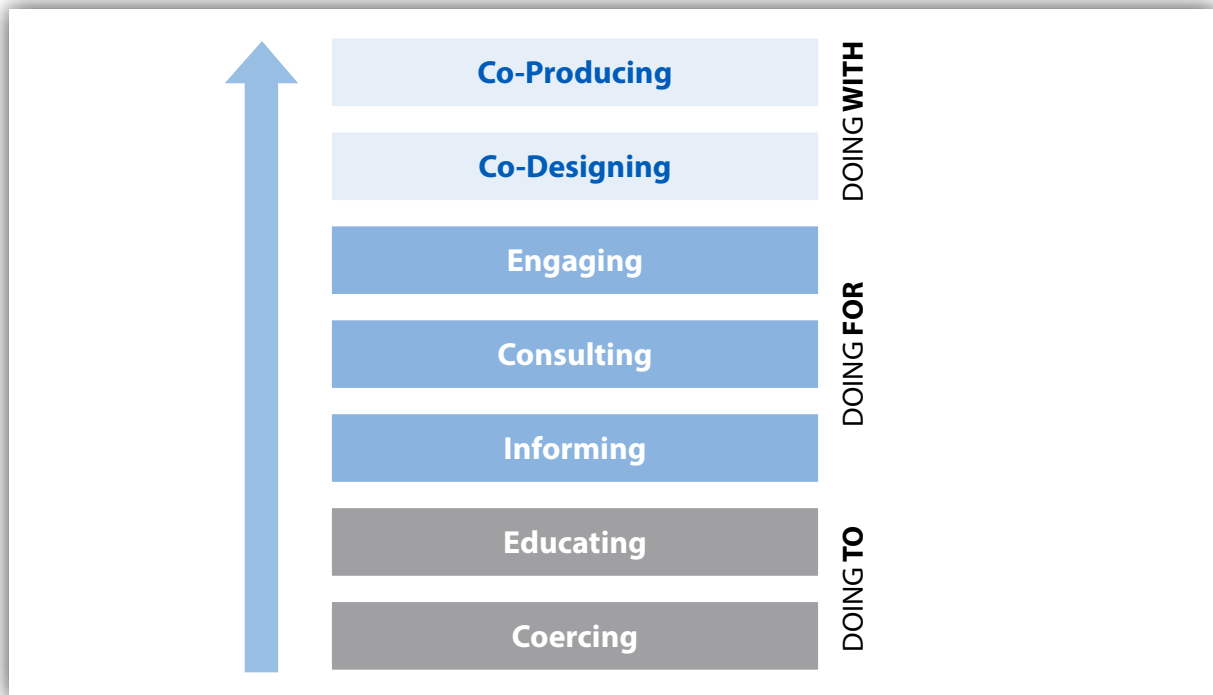 Co-Producing
Co-Designing
DOING WITH
Engaging
Consulting
Informing
DOING FOR
Educating
Coercing
DOING TO